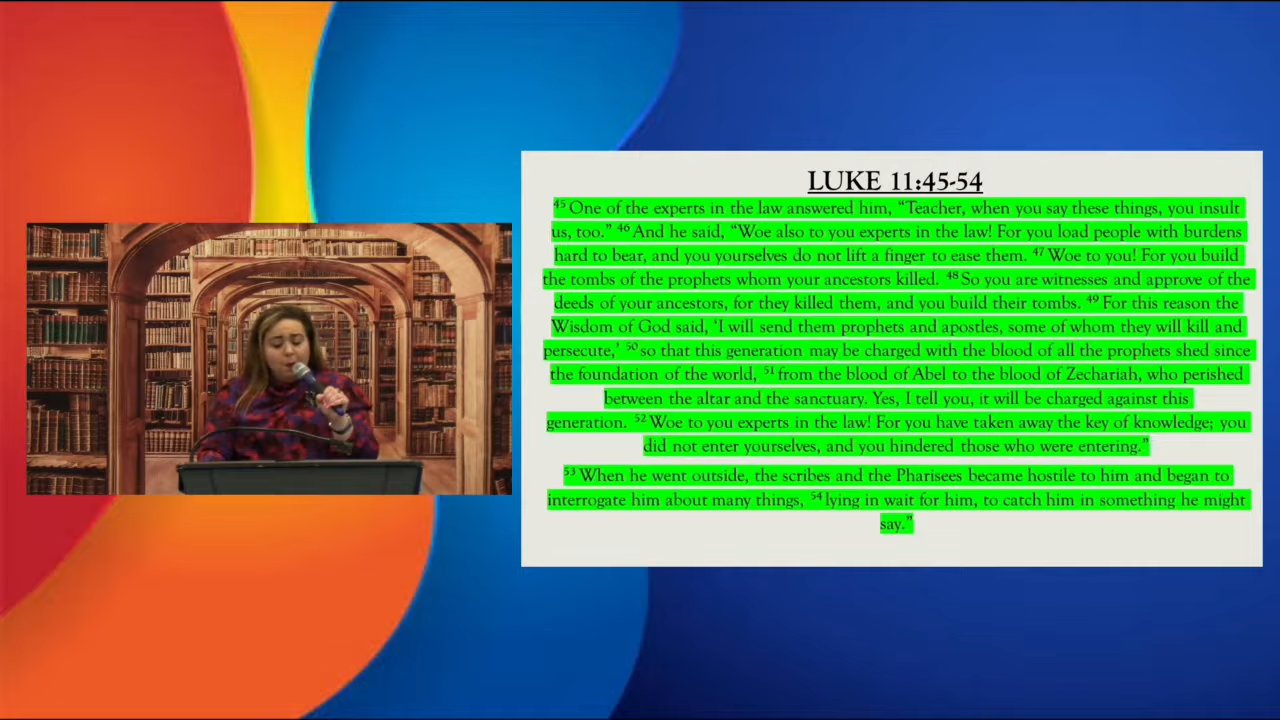 LUKE 11:45-54
⁴⁵ One of the experts in the law answered him, “Teacher, when you say these things, you insult
us, too.” ⁴⁶ And he said, “Woe also to you experts in the law! For you load people with burdens
hard to bear, and you yourselves do not lift a finger to ease them. ⁴⁷ Woe to you! For you build
the tombs of the prophets whom your ancestors killed. ⁴⁸ So you are witnesses and approve of the
deeds of your ancestors, for they killed them, and you build their tombs. ⁴⁹ For this reason the
Wisdom of God said, ‘I will send them prophets and apostles, some of whom they will kill and
persecute,’ ⁵⁰ so that this generation may be charged with the blood of all the prophets shed since
the foundation of the world, ⁵¹ from the blood of Abel to the blood of Zechariah, who perished
between the altar and the sanctuary. Yes, I tell you, it will be charged against this
generation. ⁵² Woe to you experts in the law! For you have taken away the key of knowledge; you
did not enter yourselves, and you hindered those who were entering.”
⁵³ When he went outside, the scribes and the Pharisees became hostile to him and began to
interrogate him about many things, ⁵⁴ lying in wait for him, to catch him in something he might
say.”